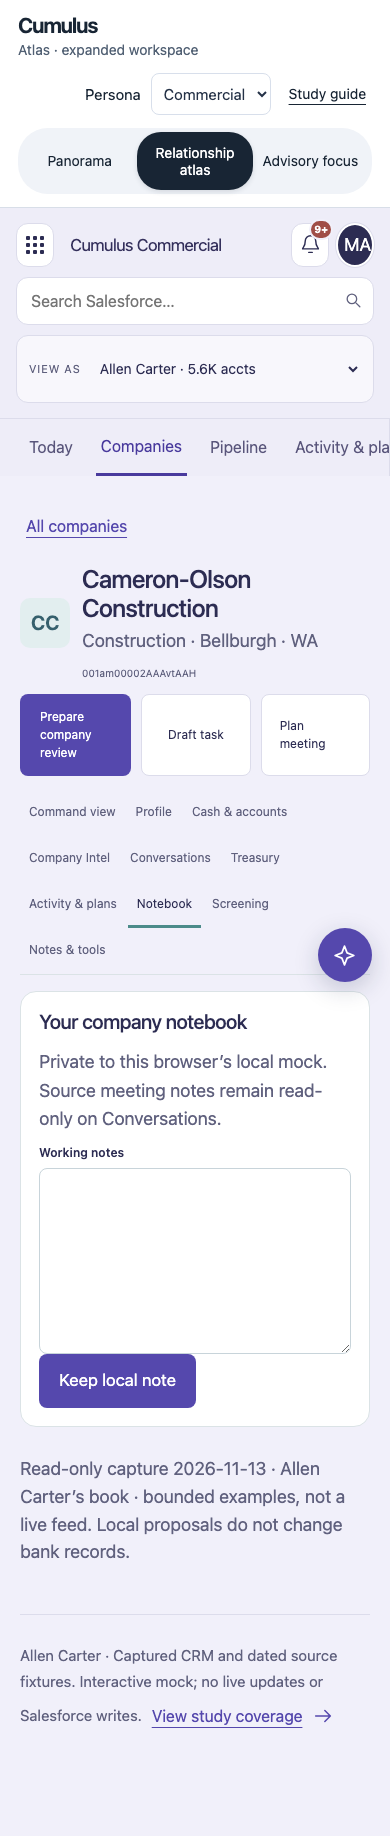 Cumulus
Atlas · expanded workspace
Persona
Commercial
Study guide
Panorama
Relationship
atlas
Advisory focus
Cumulus Commercial
9+
MA
Search Salesforce...
VIEW AS
Allen Carter · 5.6K accts
Today
Companies
Pipeline
Activity & pla
All companies
CC
Cameron-Olson
Construction
Construction · Bellburgh · WA
001am00002AAAvtAAH
Prepare
company
review
Draft task
Plan
meeting
Command view
Profile
Cash & accounts
Company Intel
Conversations
Treasury
Activity & plans
Notebook
Screening
Notes & tools
Your company notebook
Private to this browser’s local mock.
Source meeting notes remain read-
only on Conversations.
Working notes
Keep local note
Read-only capture 2026-11-13 · Allen
Carter’s book · bounded examples, not a
live feed. Local proposals do not change
bank records.
Allen Carter · Captured CRM and dated source
fixtures. Interactive mock; no live updates or
Salesforce writes. View study coverage →